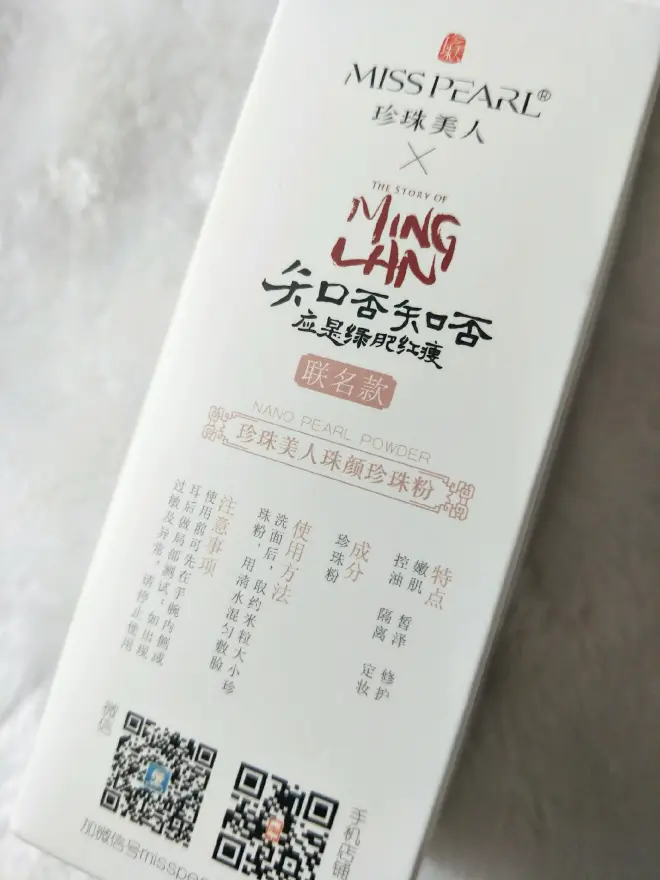 MISS PEARL®
珍珠美人
×
THE STORY OF
MING
LAN
知否知否
应是绿肥红瘦
联名款
NANO PEARL POWDER
珍珠美人珠颜珍珠粉
特点
嫩肌 皙泽 修护
控油 隔离 定妆
成分
珍珠粉
使用方法
洗面后，取约米粒大小珍
珠粉，用清水混匀敷脸
注意事项
使用前可先在手腕内侧或
耳后做局部测试；如出现
过敏及异常，请停止使用
微信
加微信号misspe
手机店铺